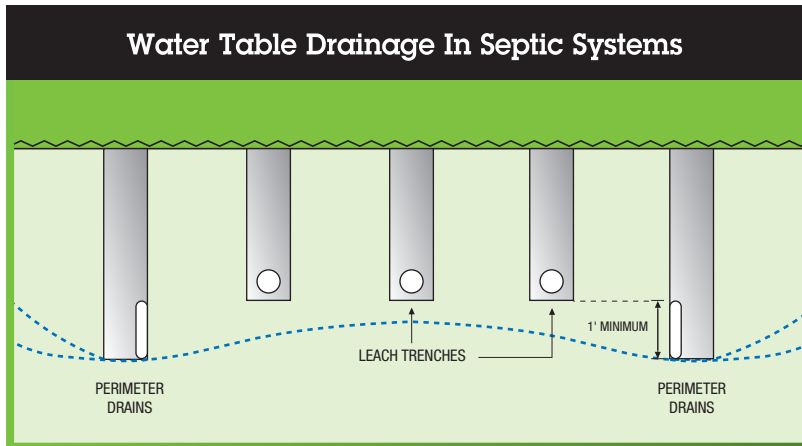 Water Table Drainage In Septic Systems
1' MINIMUM
LEACH TRENCHES
PERIMETER
DRAINS
PERIMETER
DRAINS